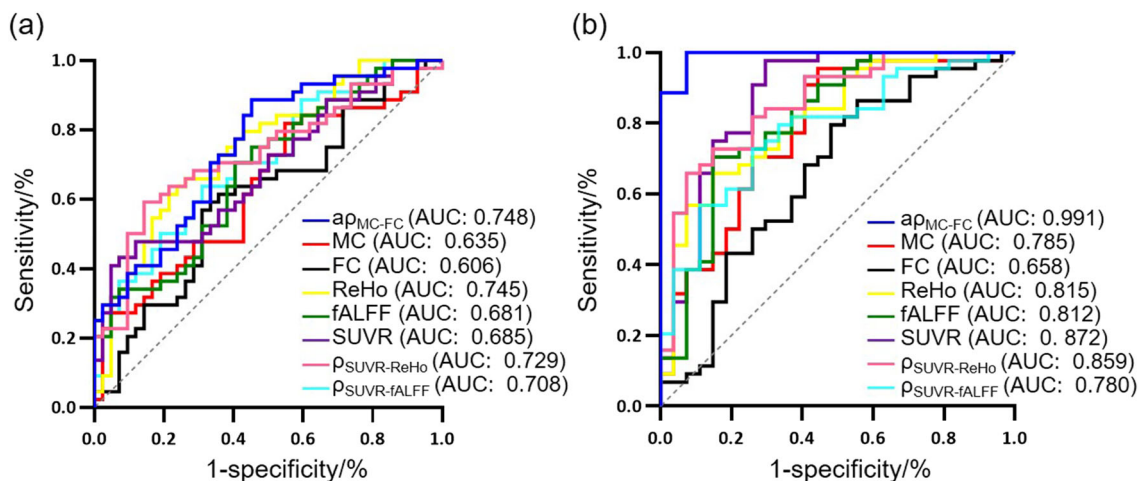 (a)
Sensitivity/%
1.0
0.8
0.6
0.4
0.2
0.0
aρMC-FC (AUC: 0.748)
MC (AUC: 0.635)
FC (AUC: 0.606)
ReHo (AUC: 0.745)
fALFF (AUC: 0.681)
SUVR (AUC: 0.685)
ρSUVR-ReHo (AUC: 0.729)
ρSUVR-fALFF (AUC: 0.708)
0.0 0.2 0.4 0.6 0.8 1.0
1-specificity/%
(b)
Sensitivity/%
1.0
0.8
0.6
0.4
0.2
0.0
aρMC-FC (AUC: 0.991)
MC (AUC: 0.785)
FC (AUC: 0.658)
ReHo (AUC: 0.815)
fALFF (AUC: 0.812)
SUVR (AUC: 0. 872)
ρSUVR-ReHo (AUC: 0.859)
ρSUVR-fALFF (AUC: 0.780)
0.0 0.2 0.4 0.6 0.8 1.0
1-specificity/%